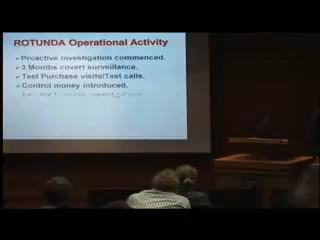 ROTUNDA Operational Activity
Proactive Investigation commenced.
3 Months covert surveillance.
Test Purchase visits/Test calls.
Control money introduced.